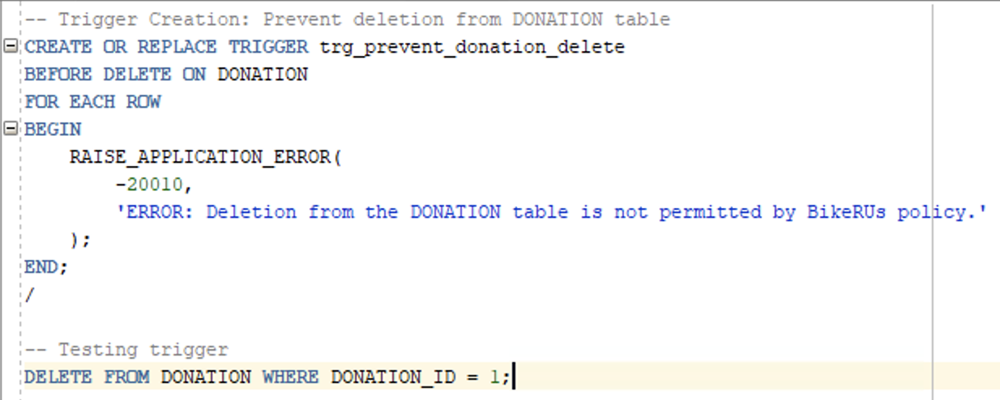 -- Trigger Creation: Prevent deletion from DONATION table
CREATE OR REPLACE TRIGGER trg_prevent_donation_delete
BEFORE DELETE ON DONATION
FOR EACH ROW
BEGIN
    RAISE_APPLICATION_ERROR(
        -20010,
        'ERROR: Deletion from the DONATION table is not permitted by BikeRUs policy.'
    );
END;
/

-- Testing trigger
DELETE FROM DONATION WHERE DONATION_ID = 1;